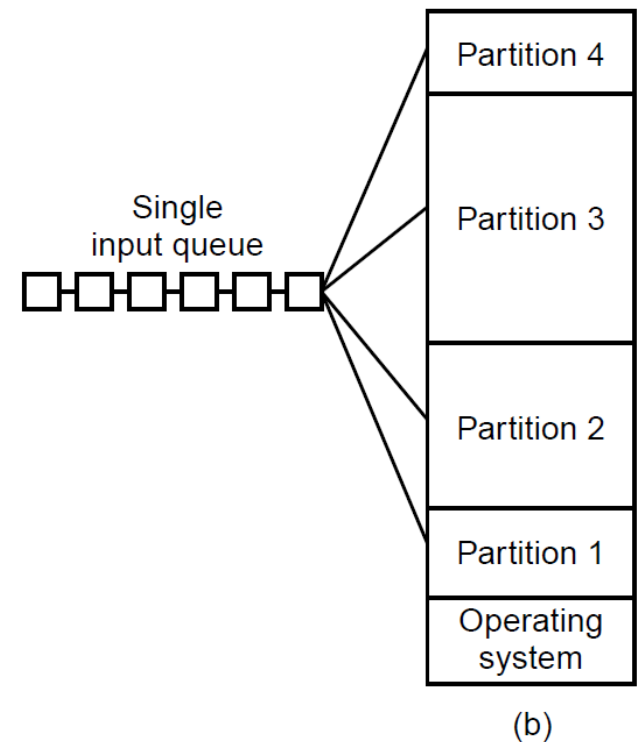 Partition 4
Single
input queue
Partition 3
Partition 2
Partition 1
Operating
system
(b)